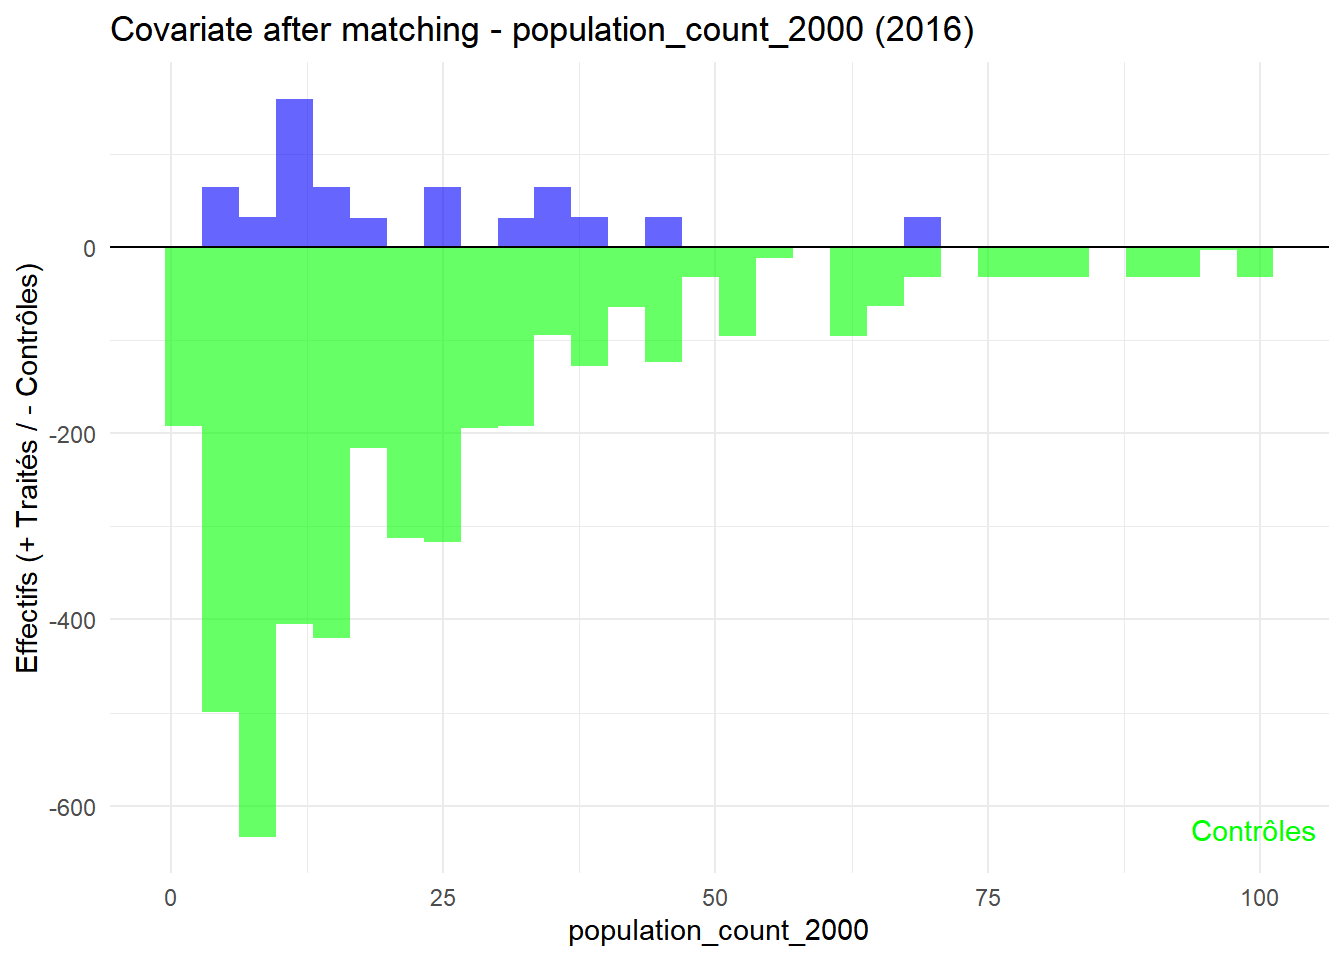 Covariate after matching - population_count_2000 (2016)
Effectifs (+ Traités / - Contrôles)
0
-200
-400
-600
Contrôles
0 25 50 75 100
population_count_2000